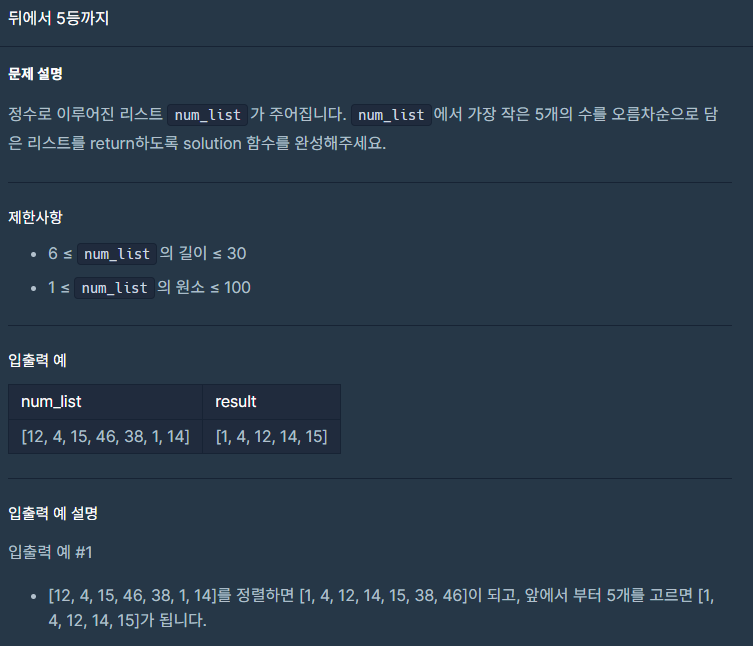 뒤에서 5등까지
문제 설명
정수로 이루어진 리스트 num_list 가 주어집니다. num_list 에서 가장 작은 5개의 수를 오름차순으로 담
은 리스트를 return하도록 solution 함수를 완성해주세요.
제한사항
• 6 ≤ num_list 의 길이 ≤ 30
• 1 ≤ num_list 의 원소 ≤ 100
입출력 예
num_list result
[12, 4, 15, 46, 38, 1, 14] [1, 4, 12, 14, 15]
입출력 예 설명
입출력 예 #1
• [12, 4, 15, 46, 38, 1, 14]를 정렬하면 [1, 4, 12, 14, 15, 38, 46]이 되고, 앞에서 부터 5개를 고르면 [1,
4, 12, 14, 15]가 됩니다.